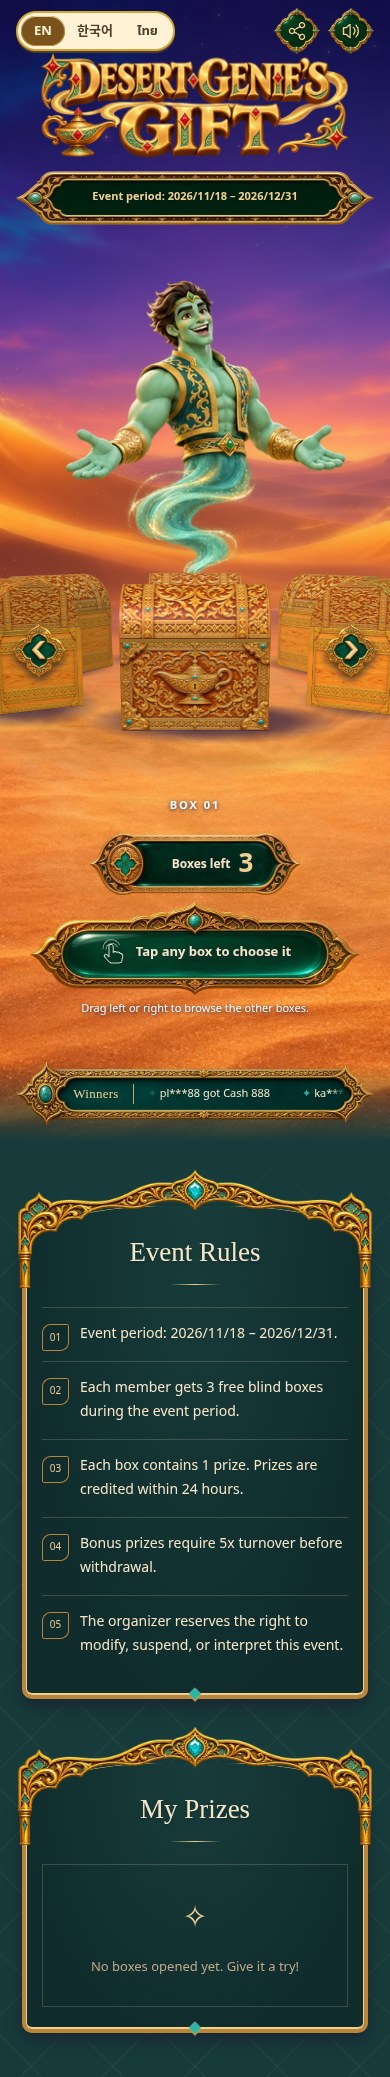 EN 한국어 ไทย
DESERT GENIE'S
GIFT
Event period: 2026/11/18 – 2026/12/31
BOX 01
Boxes left 3
Tap any box to choose it
Drag left or right to browse the other boxes.
Winners pl***88 got Cash 888 ka***
Event Rules
01 Event period: 2026/11/18 – 2026/12/31.
02 Each member gets 3 free blind boxes
during the event period.
03 Each box contains 1 prize. Prizes are
credited within 24 hours.
04 Bonus prizes require 5x turnover before
withdrawal.
05 The organizer reserves the right to
modify, suspend, or interpret this event.
My Prizes
No boxes opened yet. Give it a try!